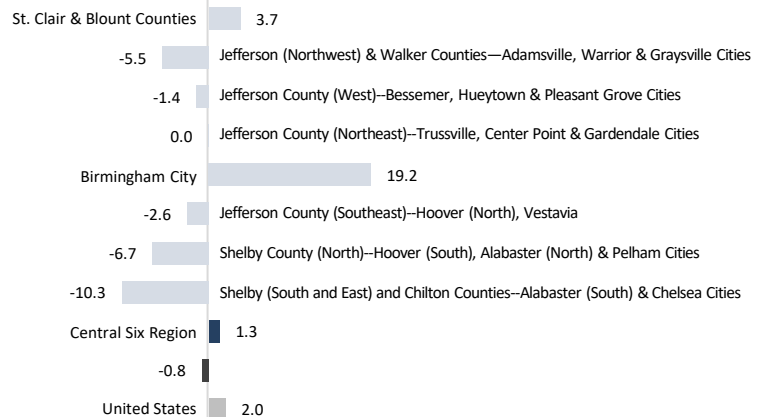 St. Clair & Blount Counties 3.7
-5.5 Jefferson (Northwest) & Walker Counties—Adamsville, Warrior & Graysville Cities
-1.4 Jefferson County (West)--Bessemer, Hueytown & Pleasant Grove Cities
0.0 Jefferson County (Northeast)--Trussville, Center Point & Gardendale Cities
Birmingham City 19.2
-2.6 Jefferson County (Southeast)--Hoover (North), Vestavia
-6.7 Shelby County (North)--Hoover (South), Alabaster (North) & Pelham Cities
-10.3 Shelby (South and East) and Chilton Counties--Alabaster (South) & Chelsea Cities
Central Six Region 1.3
-0.8
United States 2.0